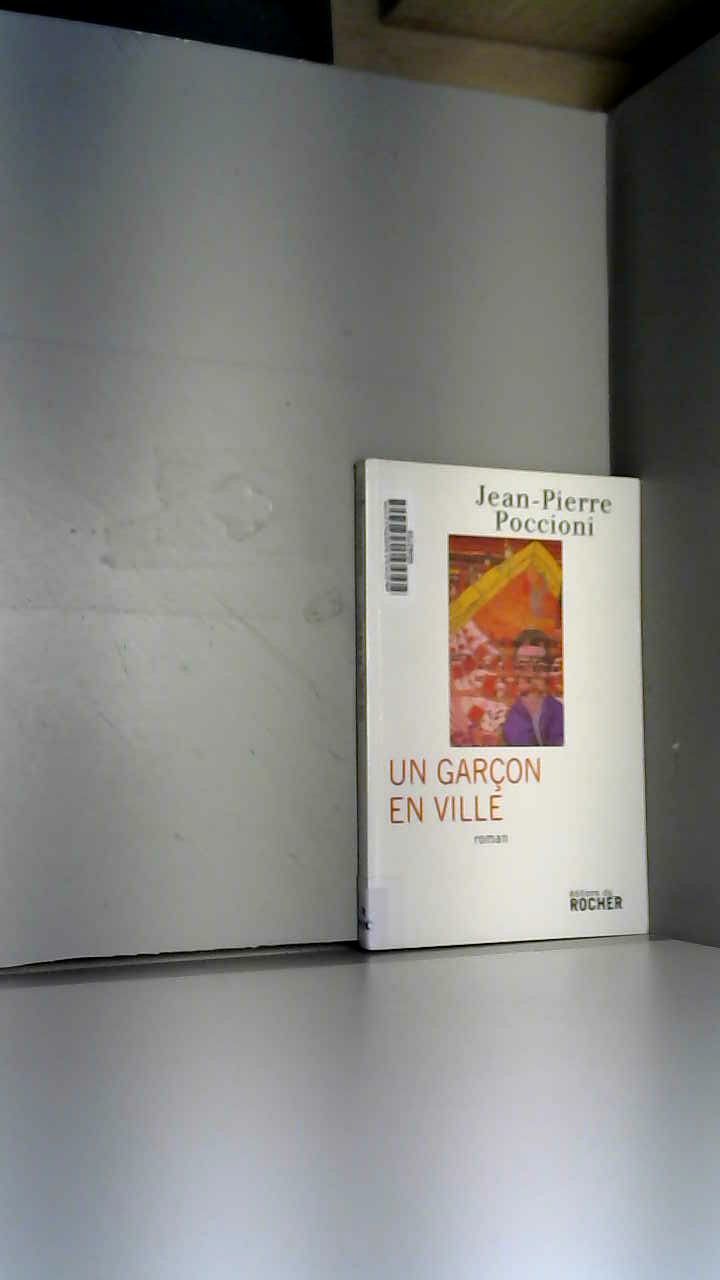 Jean-Pierre
Poccioni
UN GARÇON
EN VILLE
roman
éditions du
ROCHER